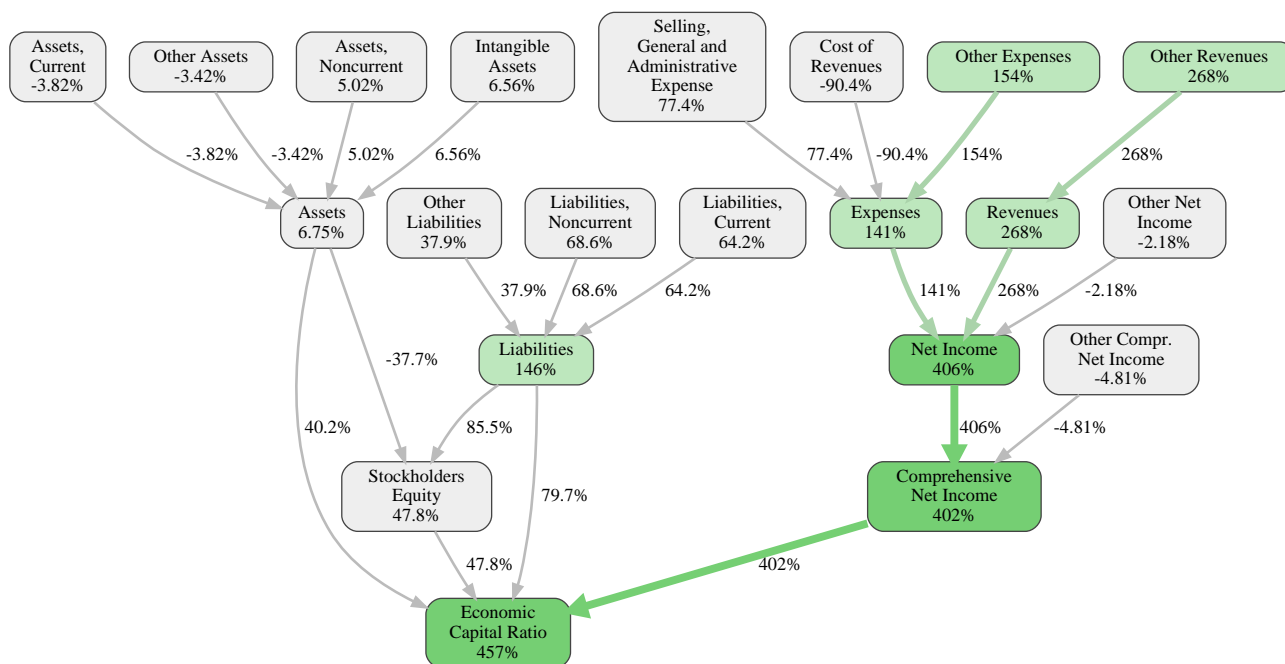 Assets,
Current
-3.82%
Other Assets
-3.42%
Assets,
Noncurrent
5.02%
Intangible
Assets
6.56%
Selling,
General and
Administrative
Expense
77.4%
Cost of
Revenues
-90.4%
Other Expenses
154%
Other Revenues
268%
-3.82%
-3.42%
5.02%
6.56%
77.4%
-90.4%
154%
268%
Assets
6.75%
Other
Liabilities
37.9%
Liabilities,
Noncurrent
68.6%
Liabilities,
Current
64.2%
Expenses
141%
Revenues
268%
Other Net
Income
-2.18%
37.9%
68.6%
64.2%
141%
268%
-2.18%
-37.7%
Liabilities
146%
Net Income
406%
Other Compr.
Net Income
-4.81%
40.2%
85.5%
406%
-4.81%
Stockholders
Equity
47.8%
79.7%
Comprehensive
Net Income
402%
47.8%
402%
Economic
Capital Ratio
457%